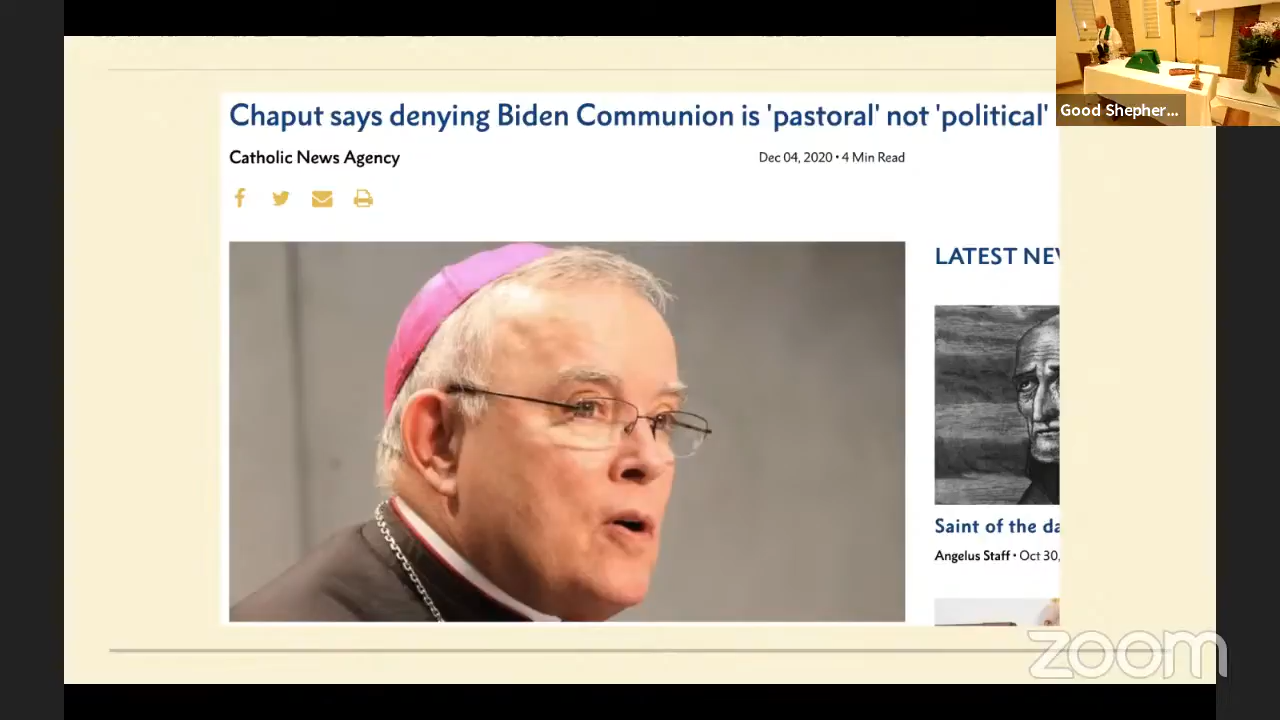 Chaput says denying Biden Communion is 'pastoral' not 'political'
Good Shepher...
Catholic News Agency
Dec 04, 2020 • 4 Min Read
LATEST NEW
Saint of the da
Angelus Staff • Oct 30,
zoom